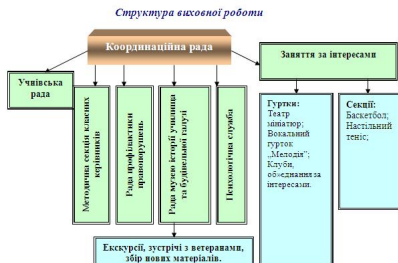 Структура виховної роботи
Координаційна рада
Заняття за інтересами
Учнівська
рада
Методична секція класних
керівників
Рада профілактики
правопорушень
Рада музею історії училища
та будівельної галузі
Психологічна служба
Гуртки:
Театр
мініатюр;
Вокальний
гурток
„Мелодія”;
Клуби,
об»єднання за
інтересами.
Секції:
Баскетбол;
Настільний
теніс;
Екскурсії, зустрічі з ветеранами,
збір нових матеріалів.